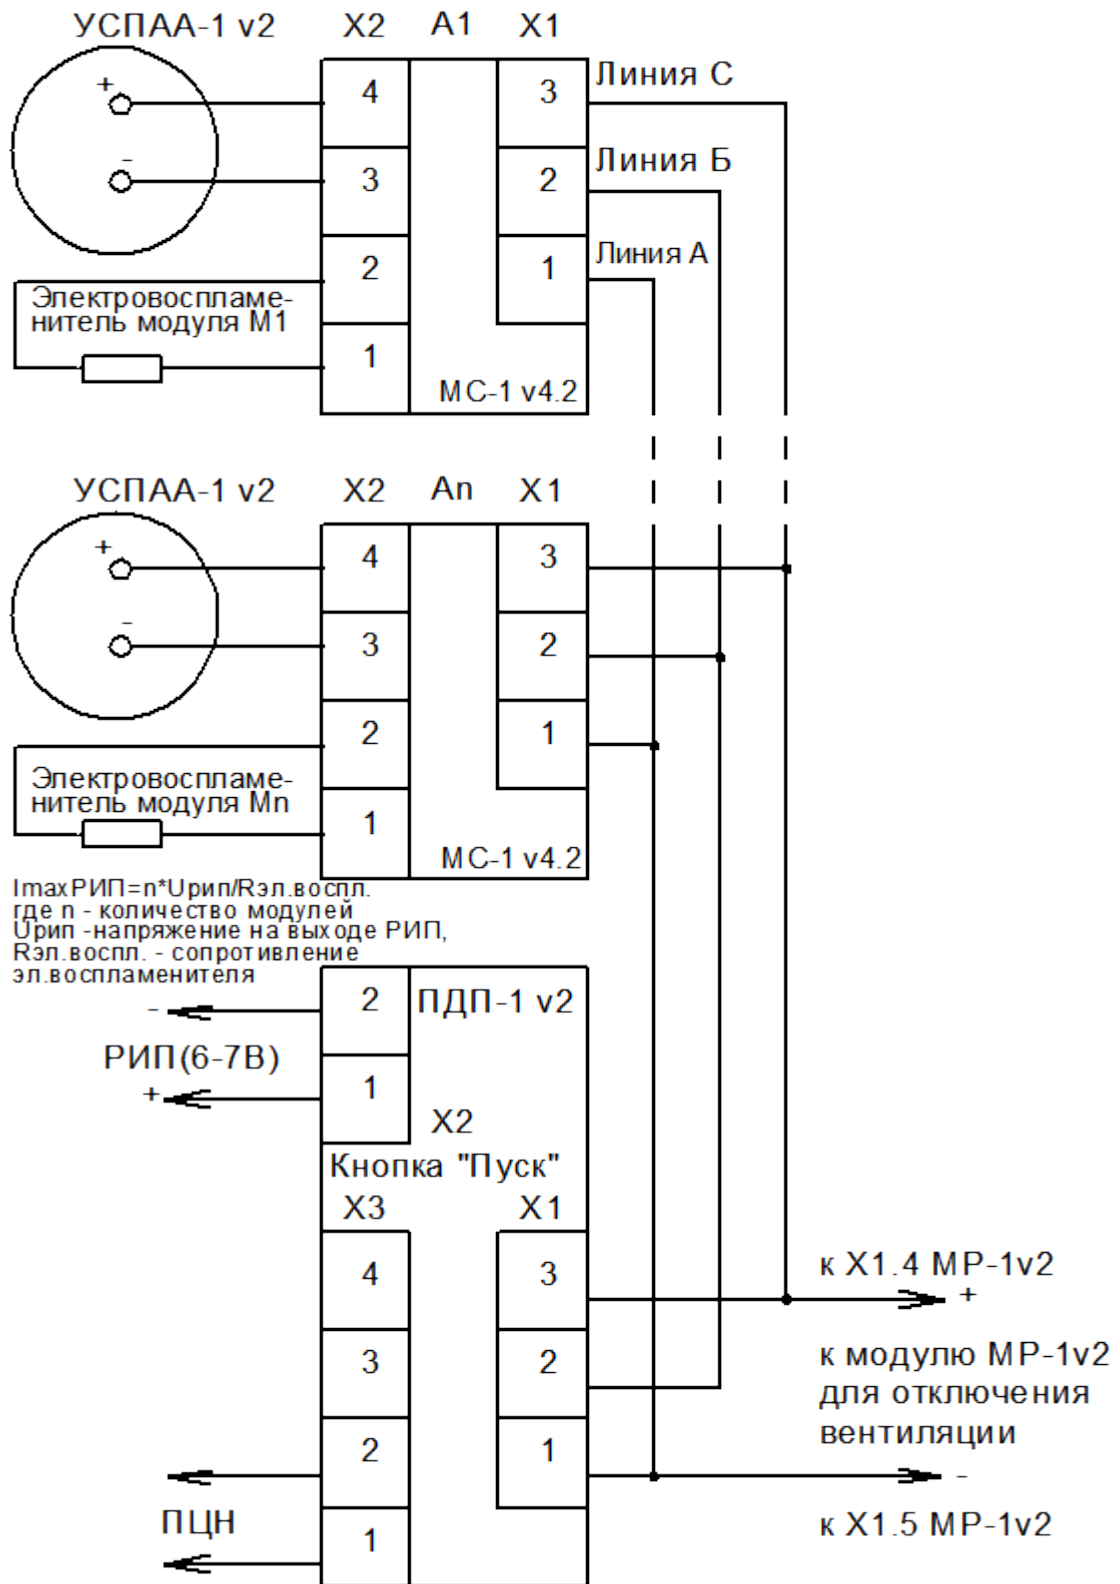 УСПАА-1 v2 X2 A1 X1
+ 4 3 Линия С
- 3 2 Линия Б
2 1 Линия А
Электровоспламе-
нитель модуля М1
1
МС-1 v4.2
УСПАА-1 v2 X2 An X1
+ 4 3
- 3 2
2 1
Электровоспламе-
нитель модуля Mn
1
МС-1 v4.2
ImaxРИП=n*Uрип/Rэл.воспл.
где n - количество модулей
Uрип -напряжение на выходе РИП,
Rэл.воспл. - сопротивление
эл.воспламенителя
- 2 ПДП-1 v2
РИП(6-7В)
+ 1
X2
Кнопка "Пуск"
X3 X1
4 3
к X1.4 МР-1v2
+
3 2
к модулю МР-1v2
для отключения
вентиляции
2 1
-
ПЦН
1
к X1.5 МР-1v2